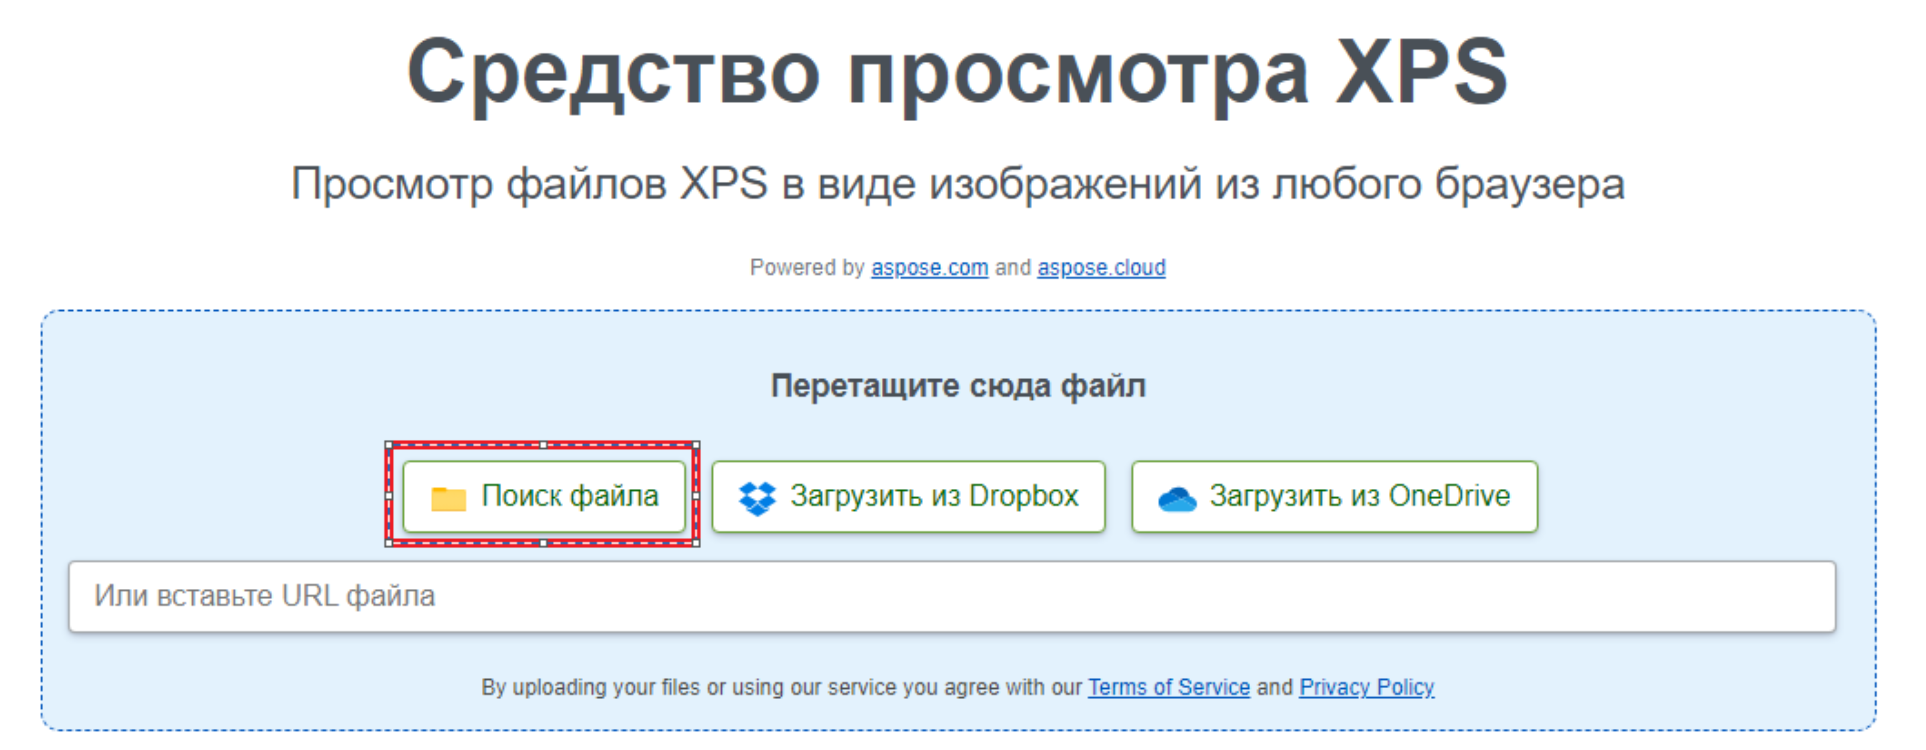 Средство просмотра XPS
Просмотр файлов XPS в виде изображений из любого браузера
Powered by aspose.com and aspose.cloud
Перетащите сюда файл
Поиск файла
Загрузить из Dropbox
Загрузить из OneDrive
Или вставьте URL файла
By uploading your files or using our service you agree with our Terms of Service and Privacy Policy